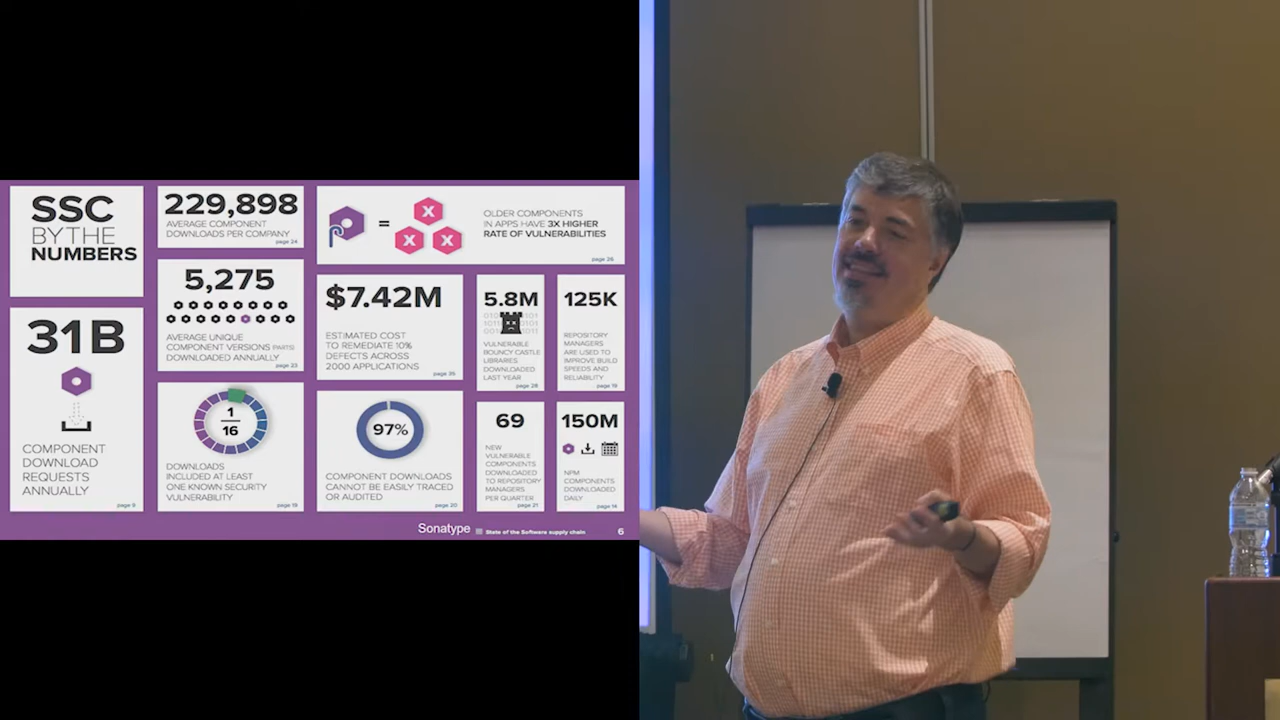 SSC
BY THE
NUMBERS
31B
COMPONENT
DOWNLOAD
REQUESTS
ANNUALLY
page 9
229,898
AVERAGE COMPONENT
DOWNLOADS PER COMPANY
page 24
5,275
AVERAGE UNIQUE
COMPONENT VERSIONS (PARTS)
DOWNLOADED ANNUALLY
page 23
1
16
DOWNLOADS
INCLUDED AT LEAST
ONE KNOWN SECURITY
VULNERABILITY
page 19
=
X
X X
OLDER COMPONENTS
IN APPS HAVE 3X HIGHER
RATE OF VULNERABILITIES
page 26
$7.42M
ESTIMATED COST
TO REMEDIATE 10%
DEFECTS ACROSS
2000 APPLICATIONS
97%
COMPONENT DOWNLOADS
CANNOT BE EASILY TRACED
OR AUDITED
page 20
5.8M
VULNERABLE
BOUNCY CASTLE
LIBRARIES
DOWNLOADED
LAST YEAR
page 28
125K
REPOSITORY
MANAGERS
ARE USED TO
IMPROVE BUILD
SPEEDS AND
RELIABILITY
69
NEW
VULNERABLE
COMPONENTS
DOWNLOADED
TO REPOSITORY
MANAGERS
PER QUARTER
page 21
150M
NPM
COMPONENTS
DOWNLOADED
DAILY
page 14
Sonatype State of the Software supply chain 6